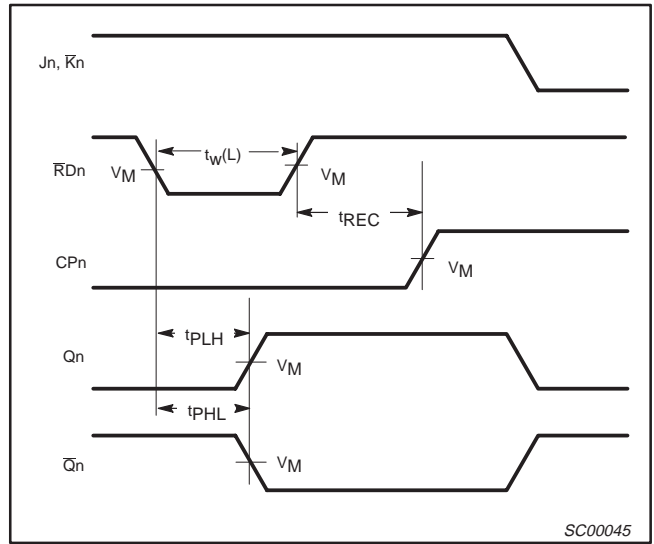 Jn, K̅n
R̅Dn
VM
tw(L)
VM
tREC
CPn
VM
tPLH
Qn
VM
tPHL
Q̅n
VM
SC00045